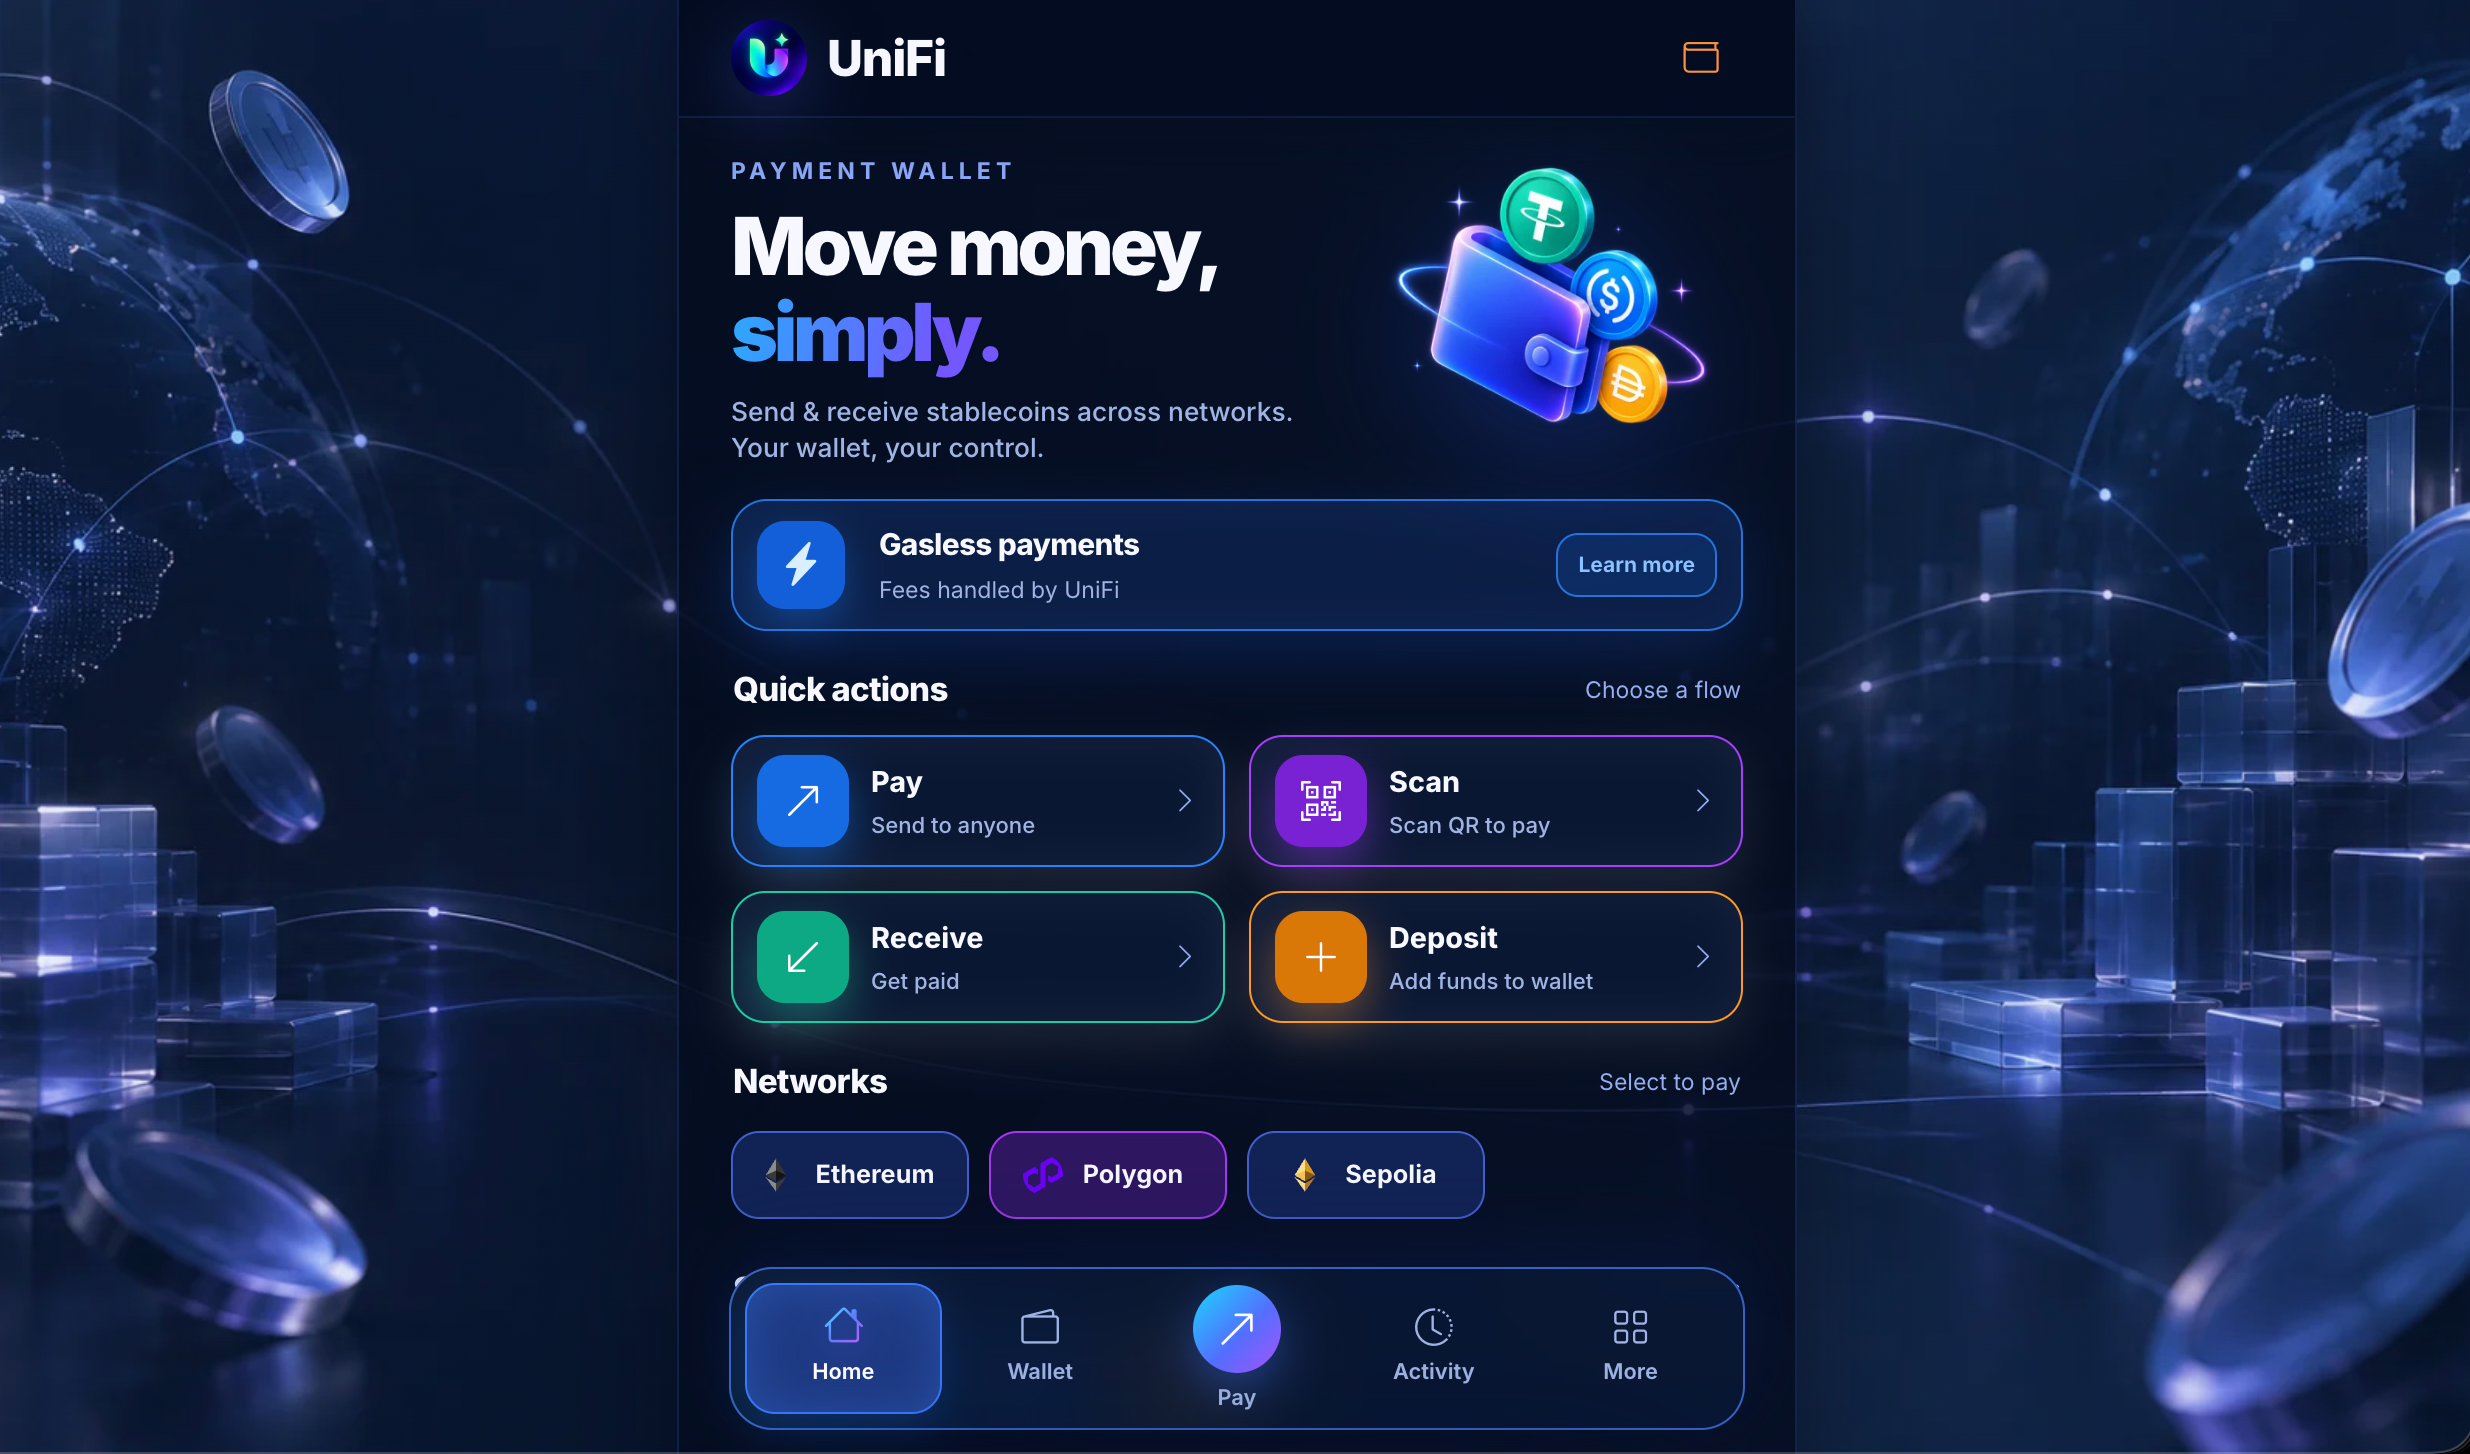 UniFi
PAYMENT WALLET
Move money,
simply.
Send & receive stablecoins across networks.
Your wallet, your control.
Gasless payments
Fees handled by UniFi
Learn more
Quick actions
Choose a flow
Pay
Send to anyone
Scan
Scan QR to pay
Receive
Get paid
Deposit
Add funds to wallet
Networks
Select to pay
Ethereum
Polygon
Sepolia
Home
Wallet
Pay
Activity
More